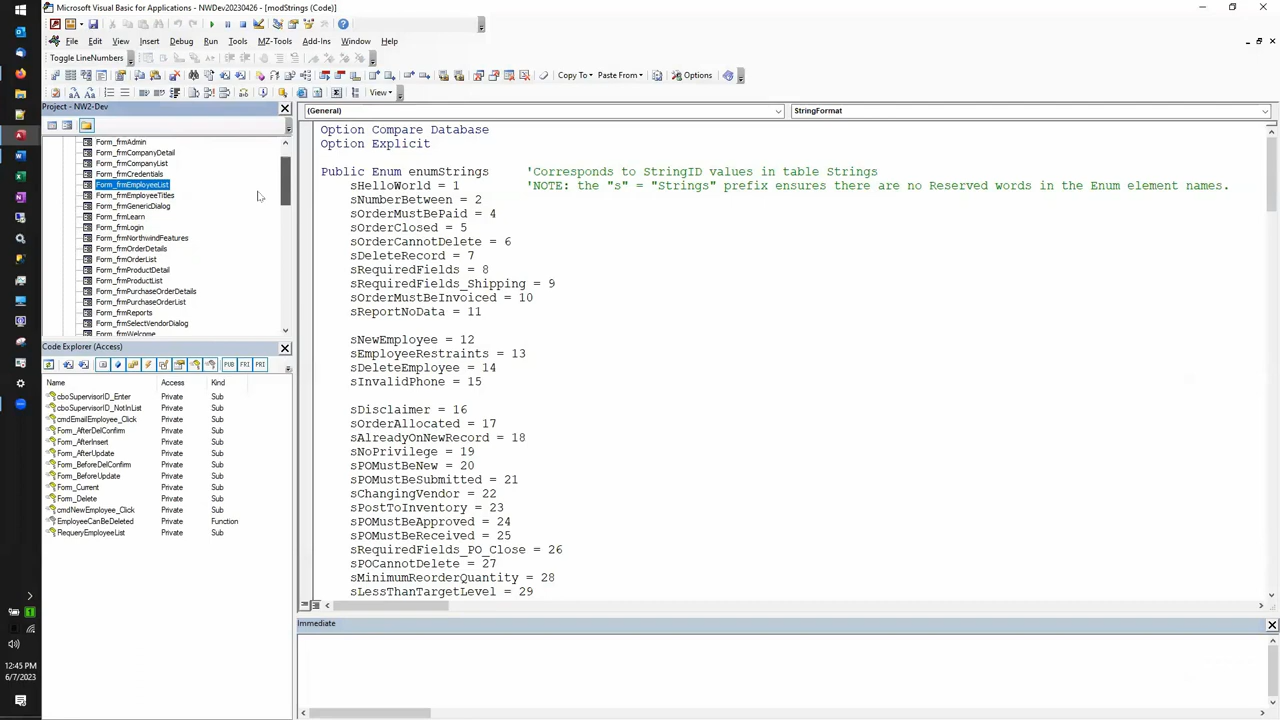 Microsoft Visual Basic for Applications - NWDev20230426 - [modStrings (Code)]
File Edit View Insert Debug Run Tools MZ-Tools Add-Ins Window Help
Toggle LineNumbers
Copy To Paste From Options
View
Project - NW2-Dev
Form_frmAdmin
Form_frmCompanyDetail
Form_frmCompanyList
Form_frmCredentials
Form_frmEmployeeList
Form_frmEmployeeTitles
Form_frmGenericDialog
Form_frmLearn
Form_frmLogin
Form_frmNorthwindFeatures
Form_frmOrderDetails
Form_frmOrderList
Form_frmProductDetail
Form_frmProductList
Form_frmPurchaseOrderDetails
Form_frmPurchaseOrderList
Form_frmReports
Form_frmSelectVendorDialog
Form_frmWelcome
Code Explorer (Access)
PUB FRI PRI
Name Access Kind
cboSupervisorID_Enter Private Sub
cboSupervisorID_NotInList Private Sub
cmdEmailEmployee_Click Private Sub
Form_AfterDelConfirm Private Sub
Form_AfterInsert Private Sub
Form_AfterUpdate Private Sub
Form_BeforeDelConfirm Private Sub
Form_BeforeUpdate Private Sub
Form_Current Private Sub
Form_Delete Private Sub
cmdNewEmployee_Click Private Sub
EmployeeCanBeDeleted Private Function
RequeryEmployeeList Private Sub
(General) StringFormat
Option Compare Database
Option Explicit
Public Enum enumStrings 'Corresponds to StringID values in table Strings
sHelloWorld = 1 'NOTE: the "s" = "Strings" prefix ensures there are no Reserved words in the Enum element names.
sNumberBetween = 2
sOrderMustBePaid = 4
sOrderClosed = 5
sOrderCannotDelete = 6
sDeleteRecord = 7
sRequiredFields = 8
sRequiredFields_Shipping = 9
sOrderMustBeInvoiced = 10
sReportNoData = 11
sNewEmployee = 12
sEmployeeRestraints = 13
sDeleteEmployee = 14
sInvalidPhone = 15
sDisclaimer = 16
sOrderAllocated = 17
sAlreadyOnNewRecord = 18
sNoPrivilege = 19
sPOMustBeNew = 20
sPOMustBeSubmitted = 21
sChangingVendor = 22
sPostToInventory = 23
sPOMustBeApproved = 24
sPOMustBeReceived = 25
sRequiredFields_PO_Close = 26
sPOCannotDelete = 27
sMinimumReorderQuantity = 28
sLessThanTargetLevel = 29
Immediate
1
12:45 PM
6/7/2023